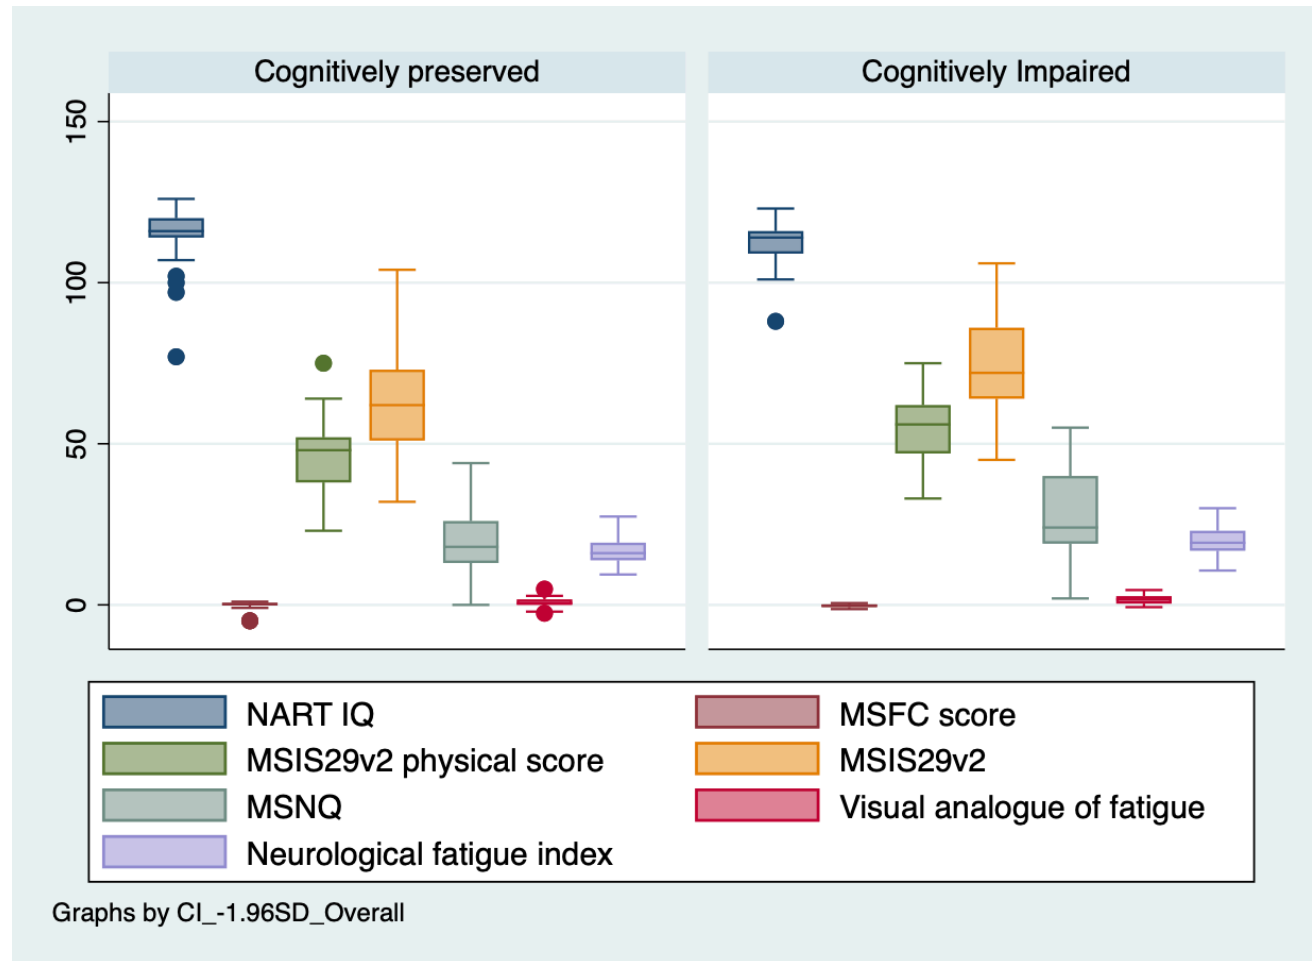 Cognitively preserved
Cognitively Impaired
150
100
50
0
NART IQ
MSFC score
MSIS29v2 physical score
MSIS29v2
MSNQ
Visual analogue of fatigue
Neurological fatigue index
Graphs by CI_-1.96SD_Overall